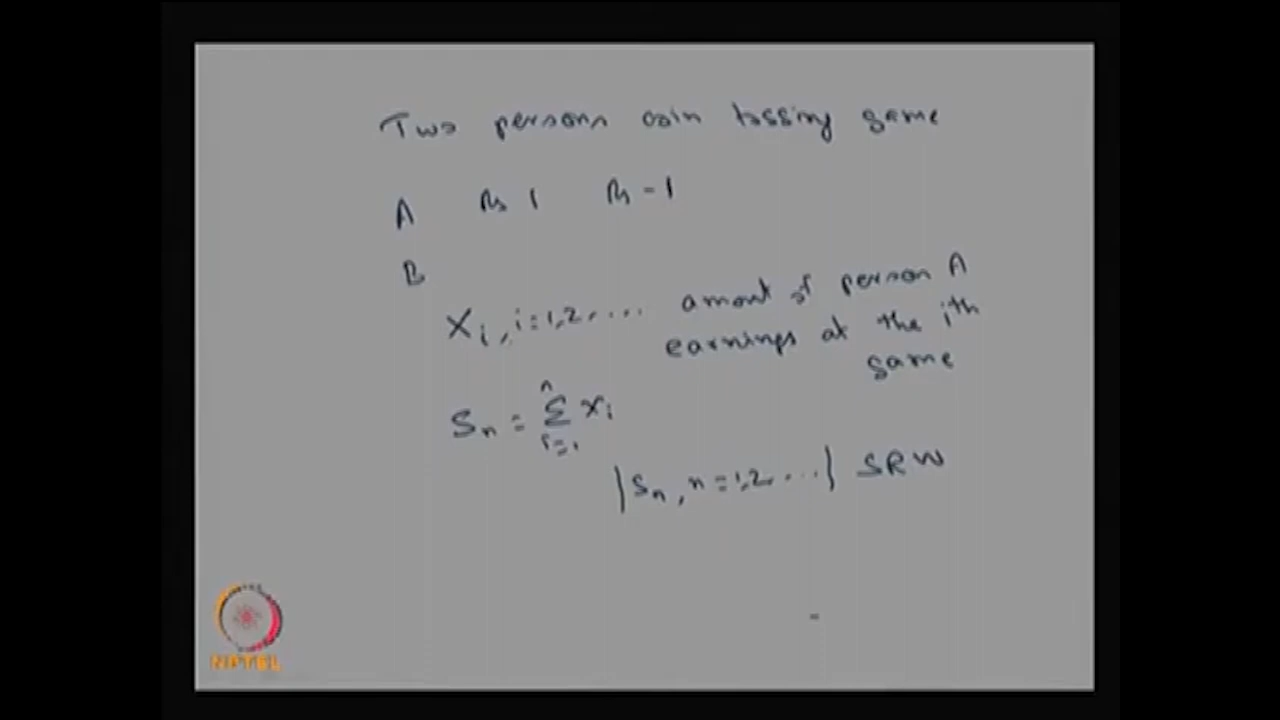 Two persons coin tossing game
A Rs 1 Rs -1
B
Xi, i=1,2,.... amount of person A
earnings at the ith
game
Sn = Σ Xi
n
i=1
{Sn, n=1,2,...} SRW
NPTEL